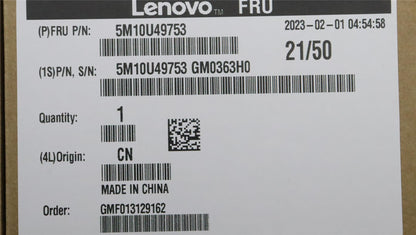 Lenovo™ FRU
(P)FRU P/N: 5M10U49753 2023-02-01 04:54:58
21/50
(1S)P/N, S/N: 5M10U49753 GM0363H0
Quantity: 1
(4L)Origin: CN
MADE IN CHINA
Order: GMF013129162